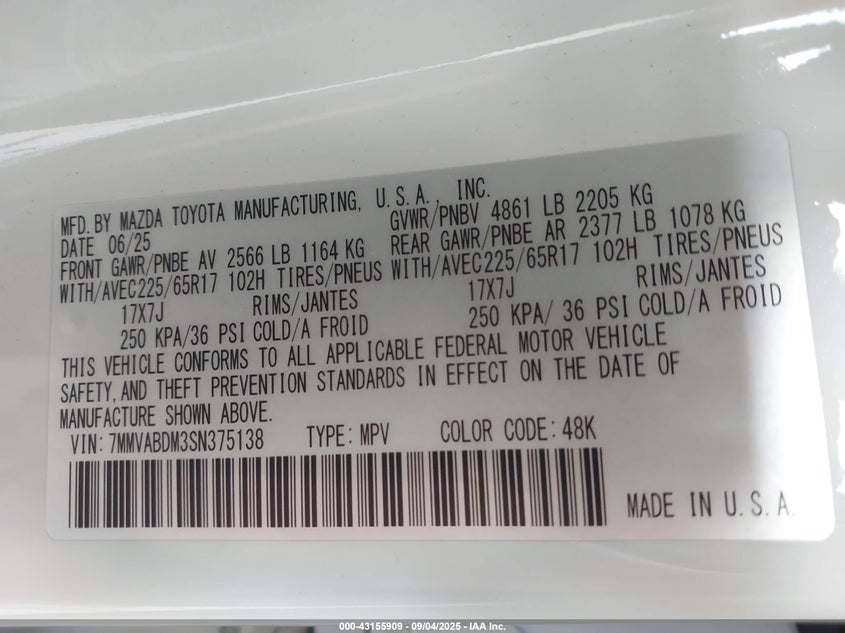 MFD. BY MAZDA TOYOTA MANUFACTURING, U.S.A. INC.
DATE 06/25 GVWR/PNBV 4861 LB 2205 KG
FRONT GAWR/PNBE AV 2566 LB 1164 KG REAR GAWR/PNBE AR 2377 LB 1078 KG
WITH/AVEC225/65R17 102H TIRES/PNEUS WITH/AVEC225/65R17 102H TIRES/PNEUS
17X7J RIMS/JANTES 17X7J RIMS/JANTES
250 KPA/36 PSI COLD/A FROID 250 KPA/ 36 PSI COLD/A FROID
THIS VEHICLE CONFORMS TO ALL APPLICABLE FEDERAL MOTOR VEHICLE
SAFETY, AND THEFT PREVENTION STANDARDS IN EFFECT ON THE DATE OF
MANUFACTURE SHOWN ABOVE.
VIN: 7MMVABDM3SN375138 TYPE: MPV COLOR CODE: 48K
MADE IN U.S.A.
000-43155909 - 09/04/2025 - IAA Inc.